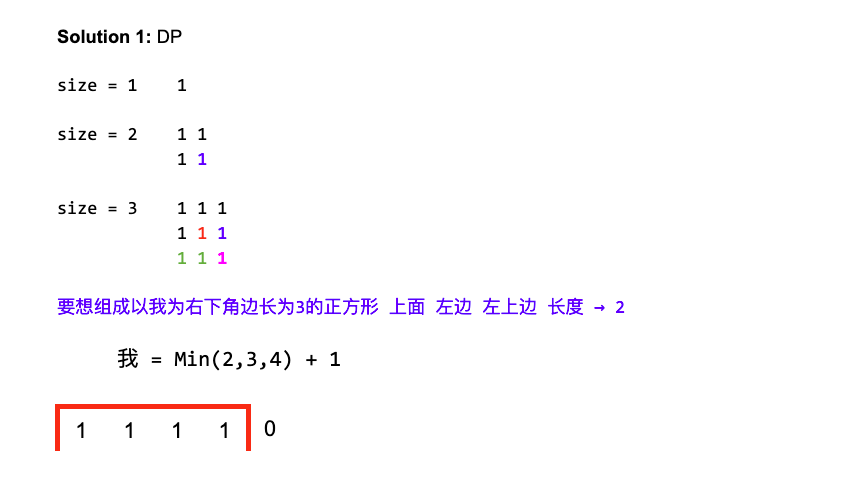 Solution 1: DP
size = 1    1
size = 2    1 1
            1 1
size = 3    1 1 1
            1 1 1
            1 1 1
要想组成以我为右下角边长为3的正方形 上面 左边 左上边 长度 → 2
我 = Min(2,3,4) + 1
1 1 1 1 0